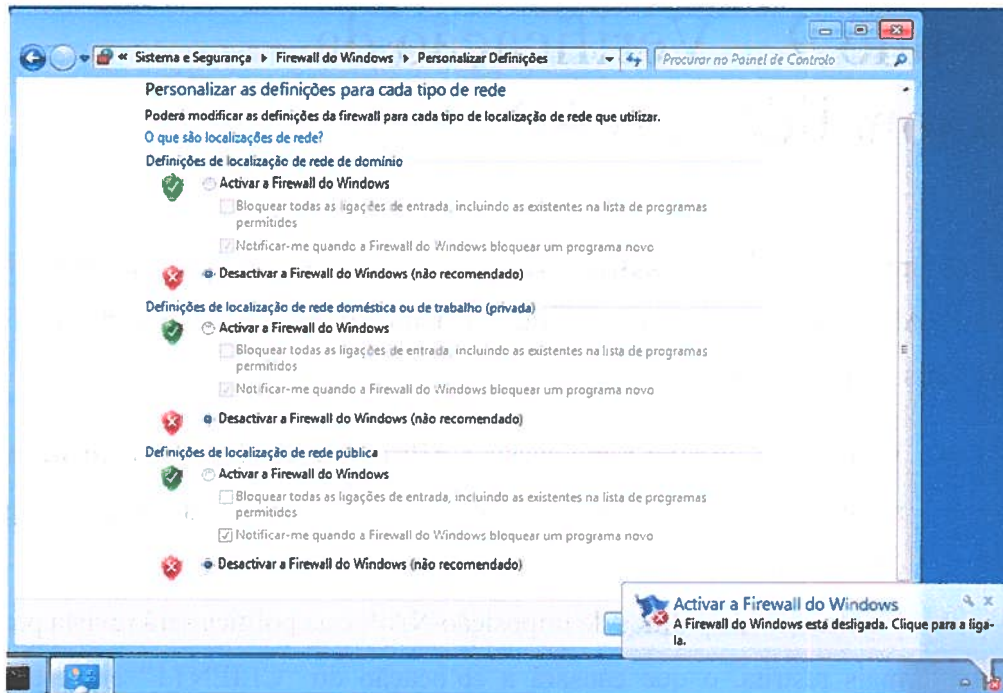 « Sistema e Segurança ▸ Firewall do Windows ▸ Personalizar Definições
Procurar no Painel de Controlo
Personalizar as definições para cada tipo de rede
Poderá modificar as definições da firewall para cada tipo de localização de rede que utilizar.
O que são localizações de rede?
Definições de localização de rede de domínio
Activar a Firewall do Windows
Bloquear todas as ligações de entrada, incluindo as existentes na lista de programas
permitidos
Notificar-me quando a Firewall do Windows bloquear um programa novo
Desactivar a Firewall do Windows (não recomendado)
Definições de localização de rede doméstica ou de trabalho (privada)
Activar a Firewall do Windows
Bloquear todas as ligações de entrada, incluindo as existentes na lista de programas
permitidos
Notificar-me quando a Firewall do Windows bloquear um programa novo
Desactivar a Firewall do Windows (não recomendado)
Definições de localização de rede pública
Activar a Firewall do Windows
Bloquear todas as ligações de entrada, incluindo as existentes na lista de programas
permitidos
Notificar-me quando a Firewall do Windows bloquear um programa novo
Desactivar a Firewall do Windows (não recomendado)
Activar a Firewall do Windows
A Firewall do Windows está desligada. Clique para a ligá-
la.